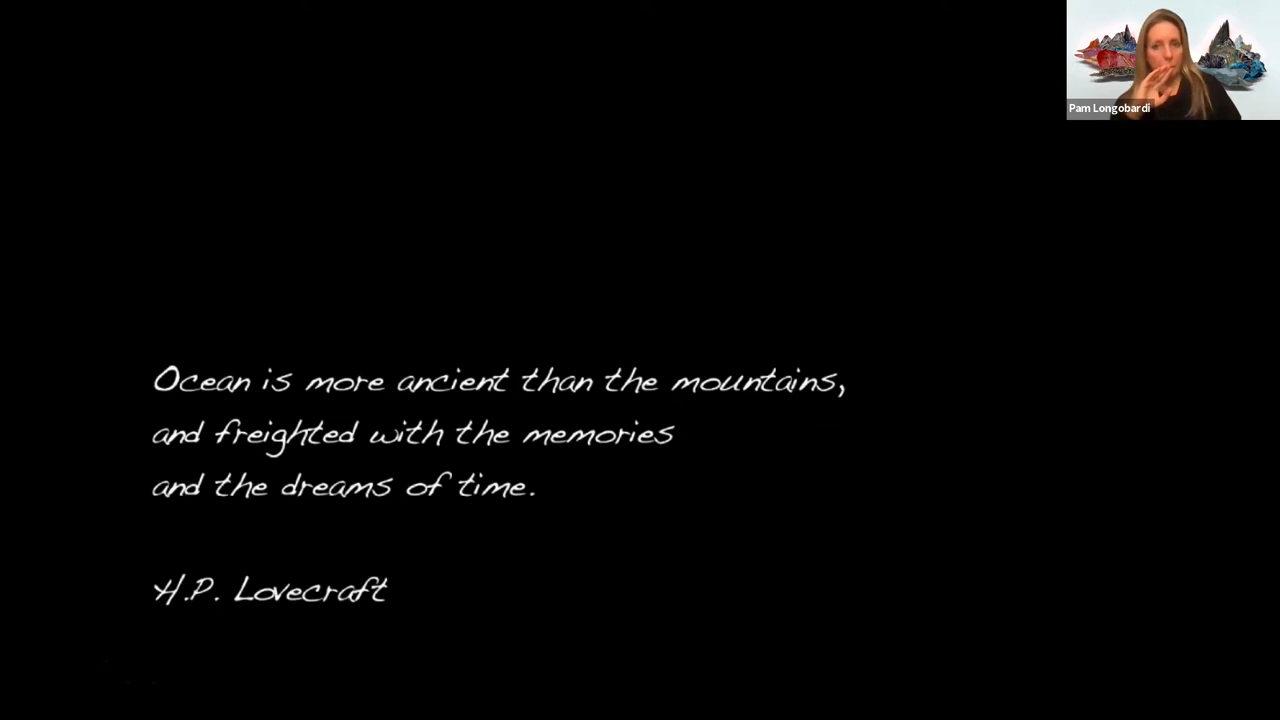 Pam Longobardi
Ocean is more ancient than the mountains,
and freighted with the memories
and the dreams of time.
H.P. Lovecraft